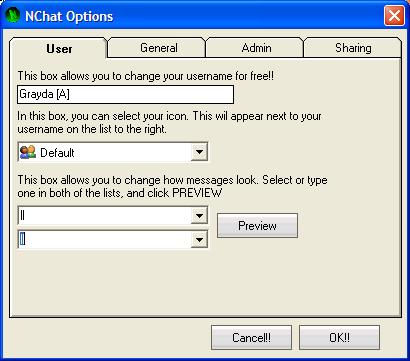 NChat Options
User General Admin Sharing
This box allows you to change your username for free!!
Grayda [A]
In this box, you can select your icon. This wil appear next to your
username on the list to the right.
Default
This box allows you to change how messages look. Select or type
one in both of the lists, and click PREVIEW
Preview
Cancel!! OK!!